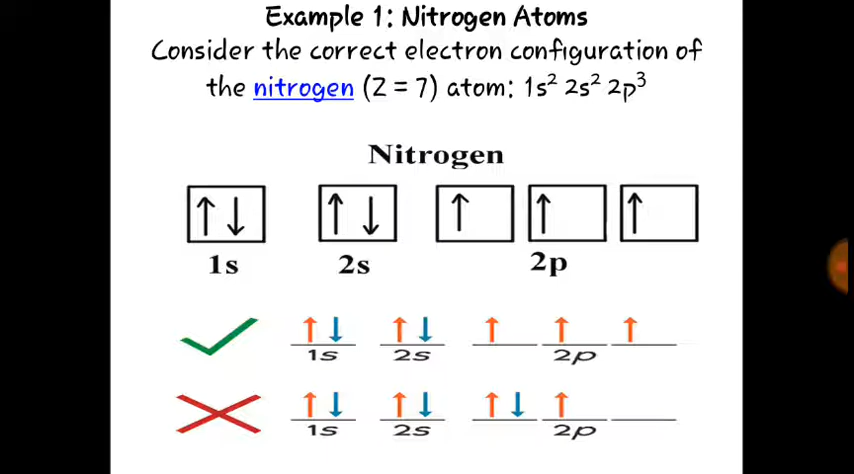 Example 1: Nitrogen Atoms
Consider the correct electron configuration of
the nitrogen (Z = 7) atom: 1s² 2s² 2p³
Nitrogen
↑ ↓ ↑ ↓ ↑ ↑ ↑
1s 2s 2p
↑ ↓ ↑ ↓ ↑ ↑ ↑
1s 2s 2p
↑ ↓ ↑ ↓ ↑ ↓ ↑
1s 2s 2p